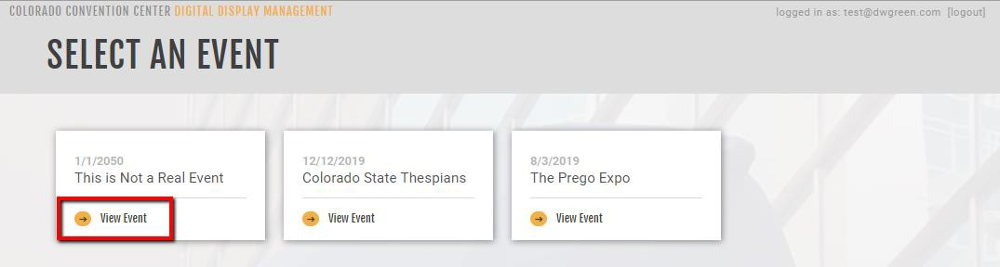 COLORADO CONVENTION CENTER DIGITAL DISPLAY MANAGEMENT
logged in as: test@dwgreen.com [logout]
SELECT AN EVENT
1/1/2050
This is Not a Real Event
View Event
12/12/2019
Colorado State Thespians
View Event
8/3/2019
The Prego Expo
View Event